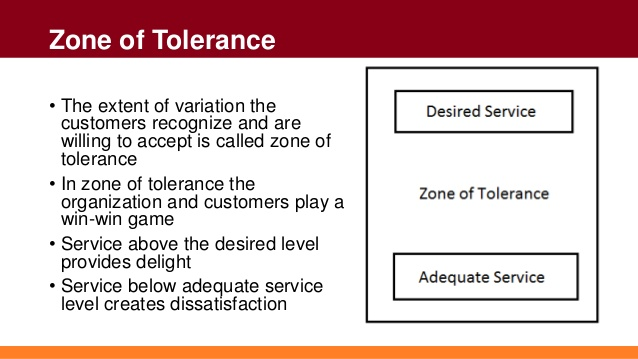 Zone of Tolerance
• The extent of variation the
customers recognize and are
willing to accept is called zone of
tolerance
• In zone of tolerance the
organization and customers play a
win-win game
• Service above the desired level
provides delight
• Service below adequate service
level creates dissatisfaction
Desired Service
Zone of Tolerance
Adequate Service